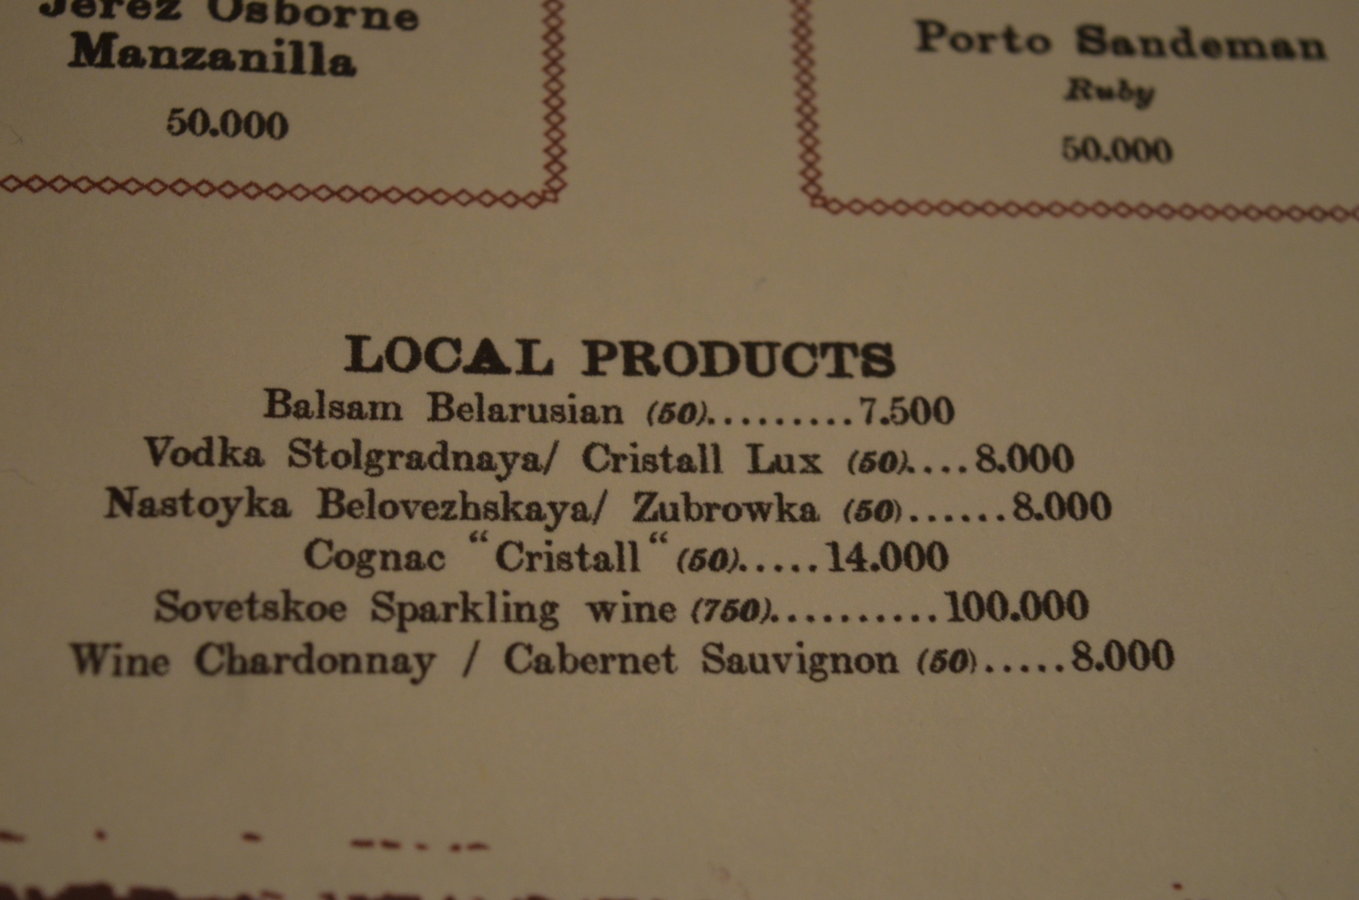 Jerez Osborne
Manzanilla
50.000
Porto Sandeman
Ruby
50.000
LOCAL PRODUCTS
Balsam Belarusian (50).........7.500
Vodka Stolgradnaya/ Cristall Lux (50)....8.000
Nastoyka Belovezhskaya/ Zubrowka (50)......8.000
Cognac “Cristall“ (50).....14.000
Sovetskoe Sparkling wine (750)..........100.000
Wine Chardonnay / Cabernet Sauvignon (50).....8.000